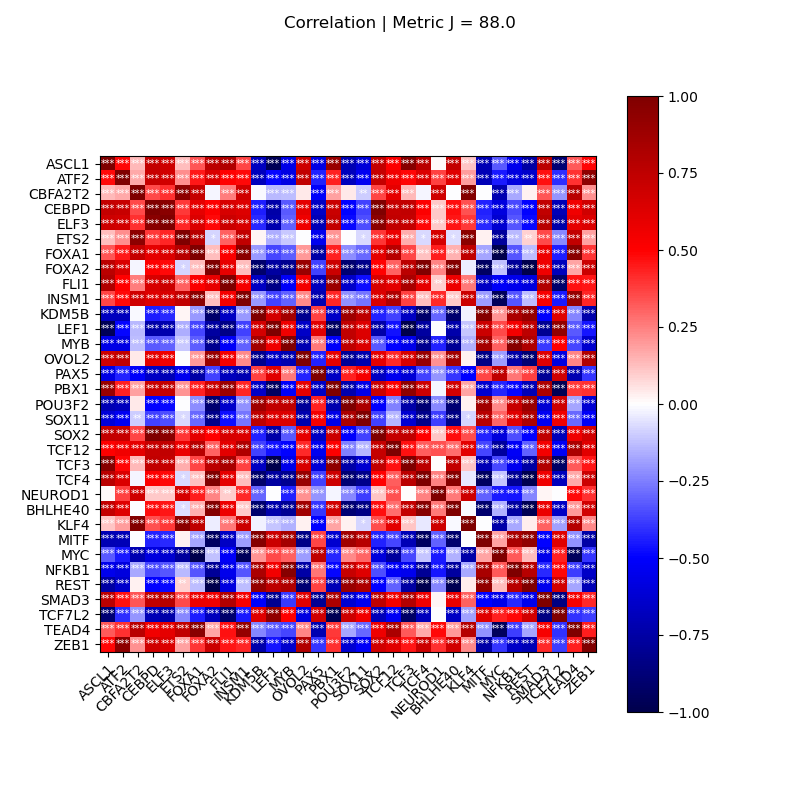 Correlation | Metric J = 88.0
ASCL1
ATF2
CBFA2T2
CEBPD
ELF3
ETS2
FOXA1
FOXA2
FLI1
INSM1
KDM5B
LEF1
MYB
OVOL2
PAX5
PBX1
POU3F2
SOX11
SOX2
TCF12
TCF3
TCF4
NEUROD1
BHLHE40
KLF4
MITF
MYC
NFKB1
REST
SMAD3
TCF7L2
TEAD4
ZEB1
ASCL1
ATF2
CBFA2T2
CEBPD
ELF3
ETS2
FOXA1
FOXA2
FLI1
INSM1
KDM5B
LEF1
MYB
OVOL2
PAX5
PBX1
POU3F2
SOX11
SOX2
TCF12
TCF3
TCF4
NEUROD1
BHLHE40
KLF4
MITF
MYC
NFKB1
REST
SMAD3
TCF7L2
TEAD4
ZEB1
1.00
0.75
0.50
0.25
0.00
−0.25
−0.50
−0.75
−1.00